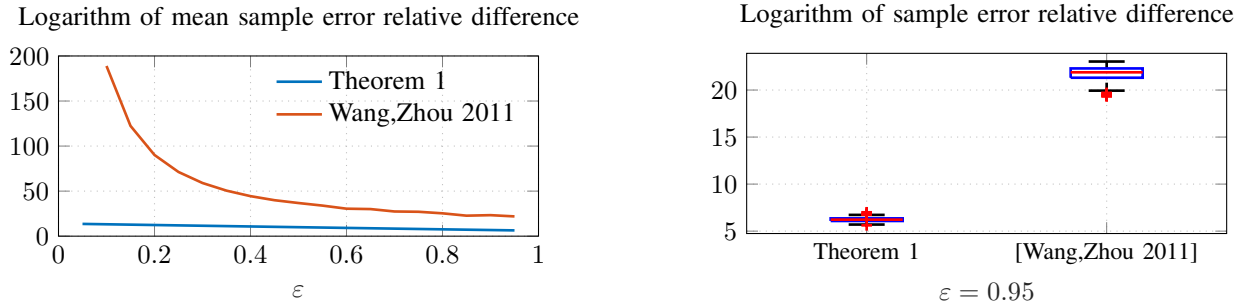 Logarithm of mean sample error relative difference
200
150
100
50
0
0
0.2
0.4
0.6
0.8
1
Theorem 1
Wang,Zhou 2011
ε
Logarithm of sample error relative difference
20
15
10
5
Theorem 1
[Wang,Zhou 2011]
ε = 0.95